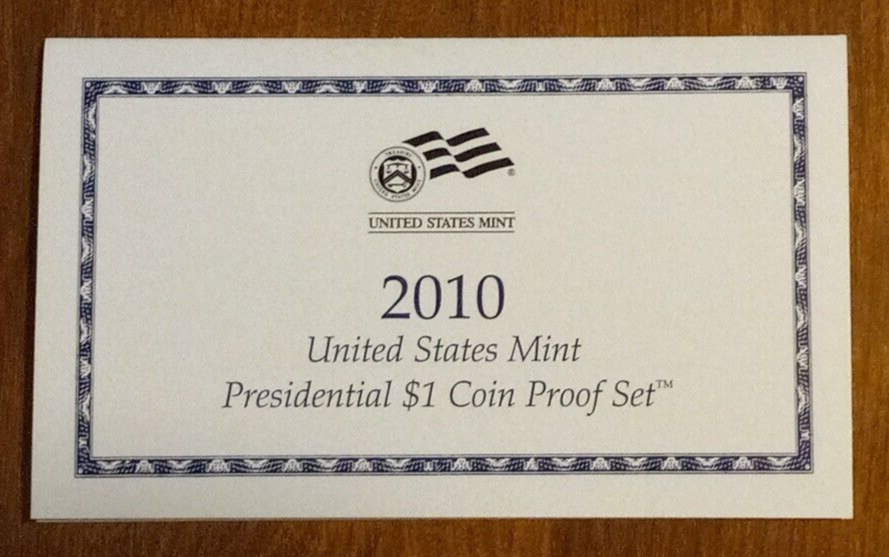 UNITED STATES MINT
2010
United States Mint
Presidential $1 Coin Proof Set™